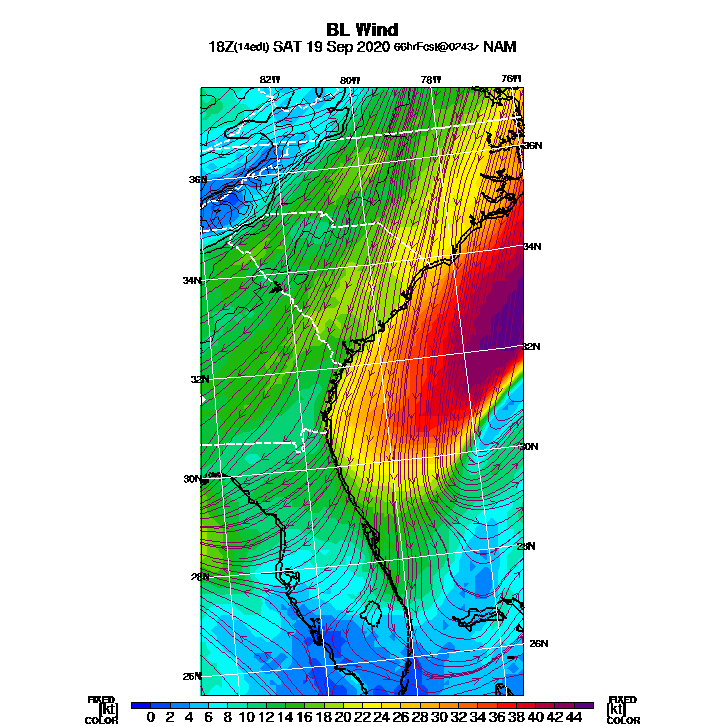 BL Wind
18Z(14edt) SAT 19 Sep 2020 66hrFcst@0243z NAM
82W 80W 78W 76W
36N 36N
34N 34N
32N 32N
30N 30N
28N 28N
26N 26N
FIXED FIXED
[kt] 0 2 4 6 8 10 12 14 16 18 20 22 24 26 28 30 32 34 36 38 40 42 44 [kt]
COLOR COLOR